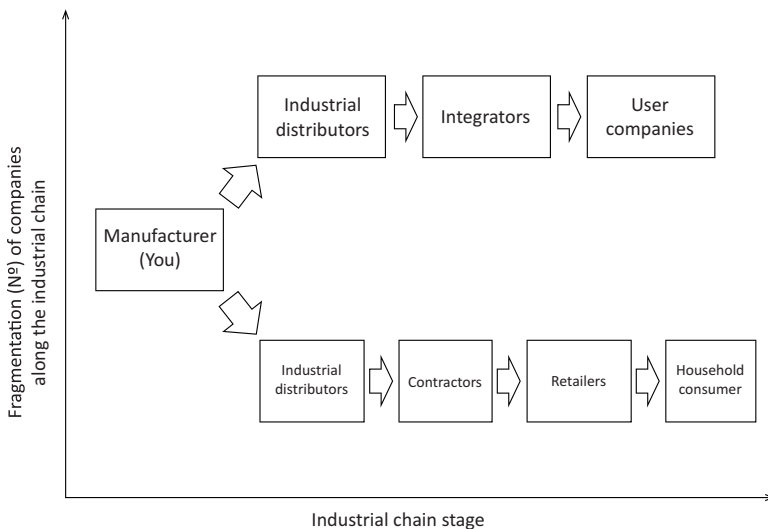 Fragmentation (Nº) of companies
along the industrial chain
Industrial
distributors
Integrators
User
companies
Manufacturer
(You)
Industrial
distributors
Contractors
Retailers
Household
consumer
Industrial chain stage